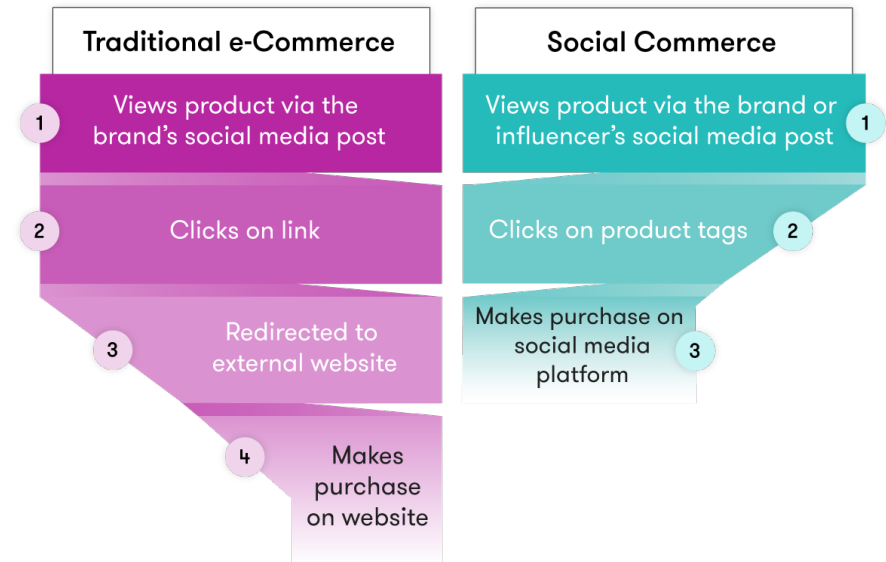 Traditional e-Commerce
1
Views product via the
brand's social media post
2
Clicks on link
3
Redirected to
external website
4
Makes
purchase
on website
Social Commerce
Views product via the brand or
influencer's social media post
1
Clicks on product tags
2
Makes purchase on
social media
platform
3